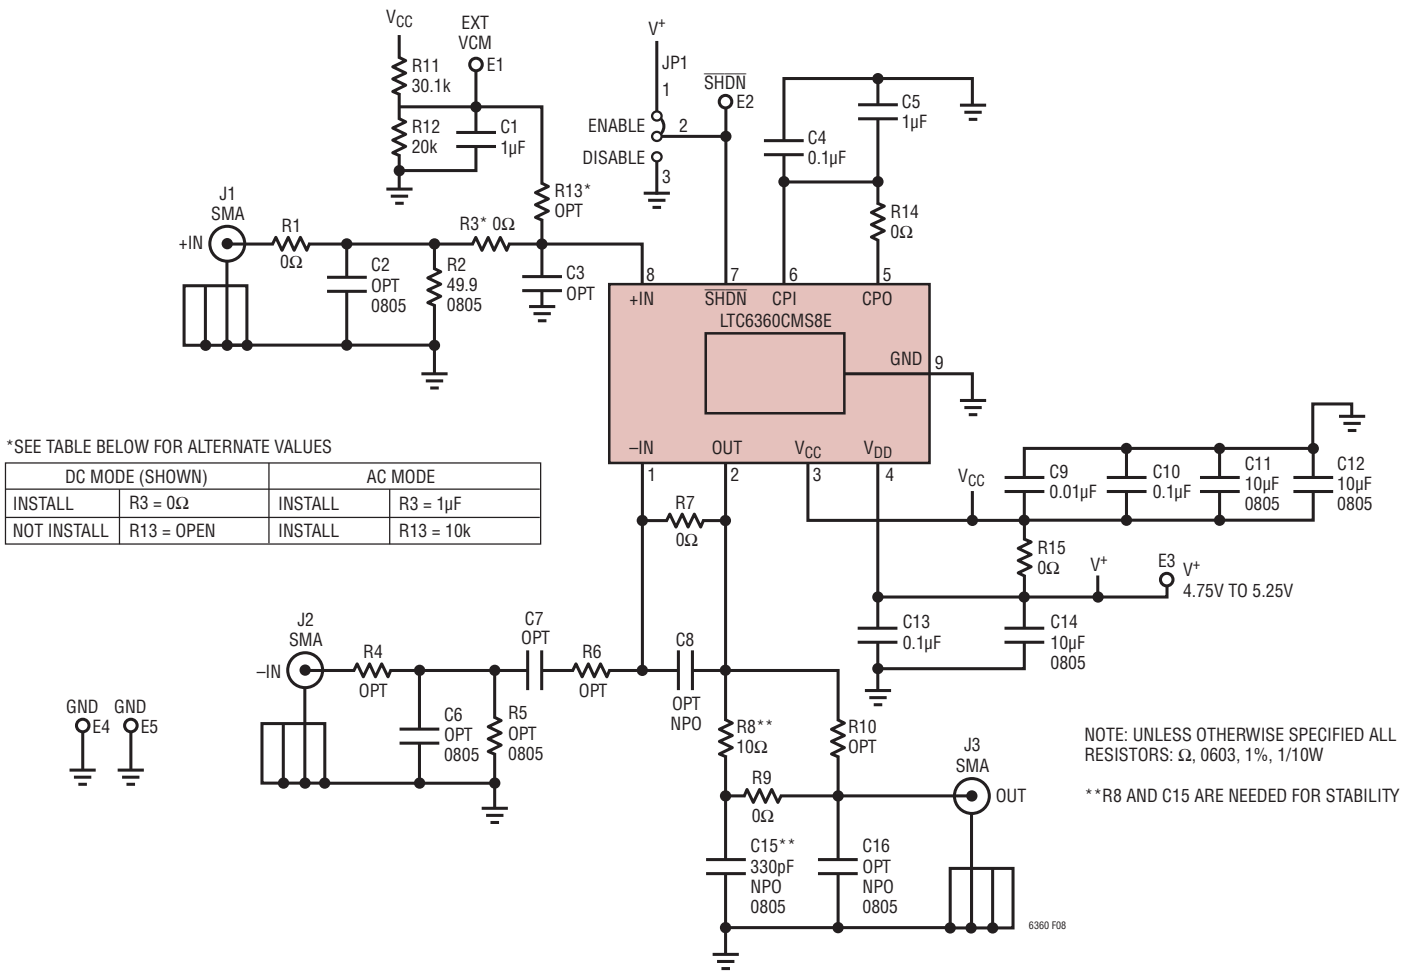 VCC
EXT
VCM
E1
R11
30.1k
R12
20k
C1
1µF
V+
JP1
1
ENABLE
2
DISABLE
3
SHDN
E2
C4
0.1µF
C5
1µF
R14
0Ω
J1
SMA
+IN
R1
0Ω
C2
OPT
0805
R2
49.9
0805
R3* 0Ω
R13*
OPT
C3
OPT
8
7
6
5
+IN
SHDN
CPI
CPO
LTC6360CMS8E
GND
9
–IN
OUT
VCC
VDD
1
2
3
4
*SEE TABLE BELOW FOR ALTERNATE VALUES
DC MODE (SHOWN)
AC MODE
INSTALL
R3 = 0Ω
INSTALL
R3 = 1µF
NOT INSTALL
R13 = OPEN
INSTALL
R13 = 10k
R7
0Ω
VCC
C9
0.01µF
C10
0.1µF
C11
10µF
0805
C12
10µF
0805
R15
0Ω
V+
E3
V+
4.75V TO 5.25V
C13
0.1µF
C14
10µF
0805
J2
SMA
–IN
R4
OPT
C6
OPT
0805
R5
OPT
0805
C7
OPT
R6
OPT
C8
OPT
NPO
GND
E4
GND
E5
R8**
10Ω
R10
OPT
R9
0Ω
J3
SMA
OUT
C15**
330pF
NPO
0805
C16
OPT
NPO
0805
NOTE: UNLESS OTHERWISE SPECIFIED ALL
RESISTORS: Ω, 0603, 1%, 1/10W
**R8 AND C15 ARE NEEDED FOR STABILITY
6360 F08